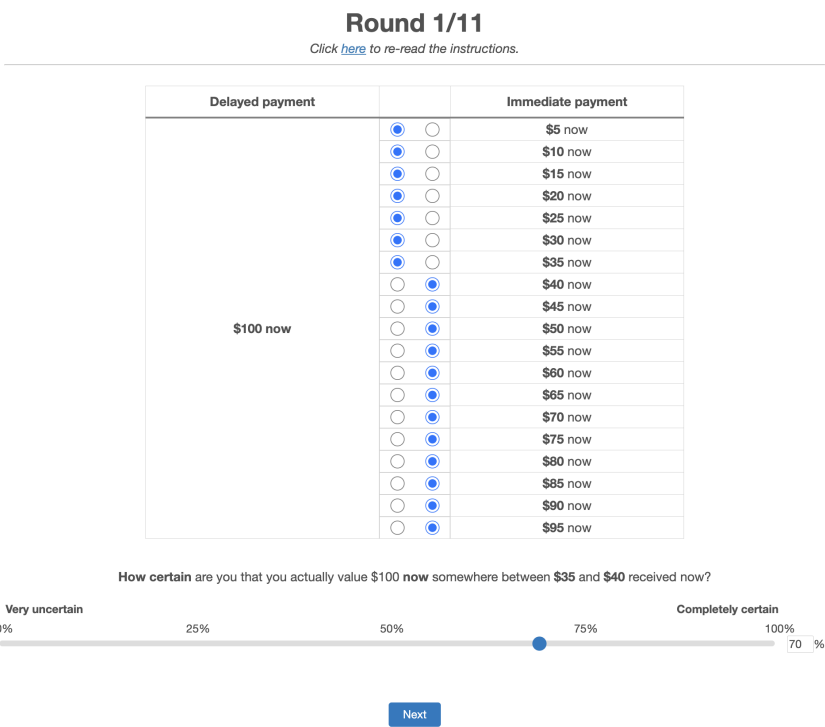 Round 1/11
Click here to re-read the instructions.
Delayed payment Immediate payment
$5 now
$10 now
$15 now
$20 now
$25 now
$30 now
$35 now
$40 now
$45 now
$100 now $50 now
$55 now
$60 now
$65 now
$70 now
$75 now
$80 now
$85 now
$90 now
$95 now
How certain are you that you actually value $100 now somewhere between $35 and $40 received now?
Very uncertain Completely certain
0% 25% 50% 75% 100%
70 %
Next